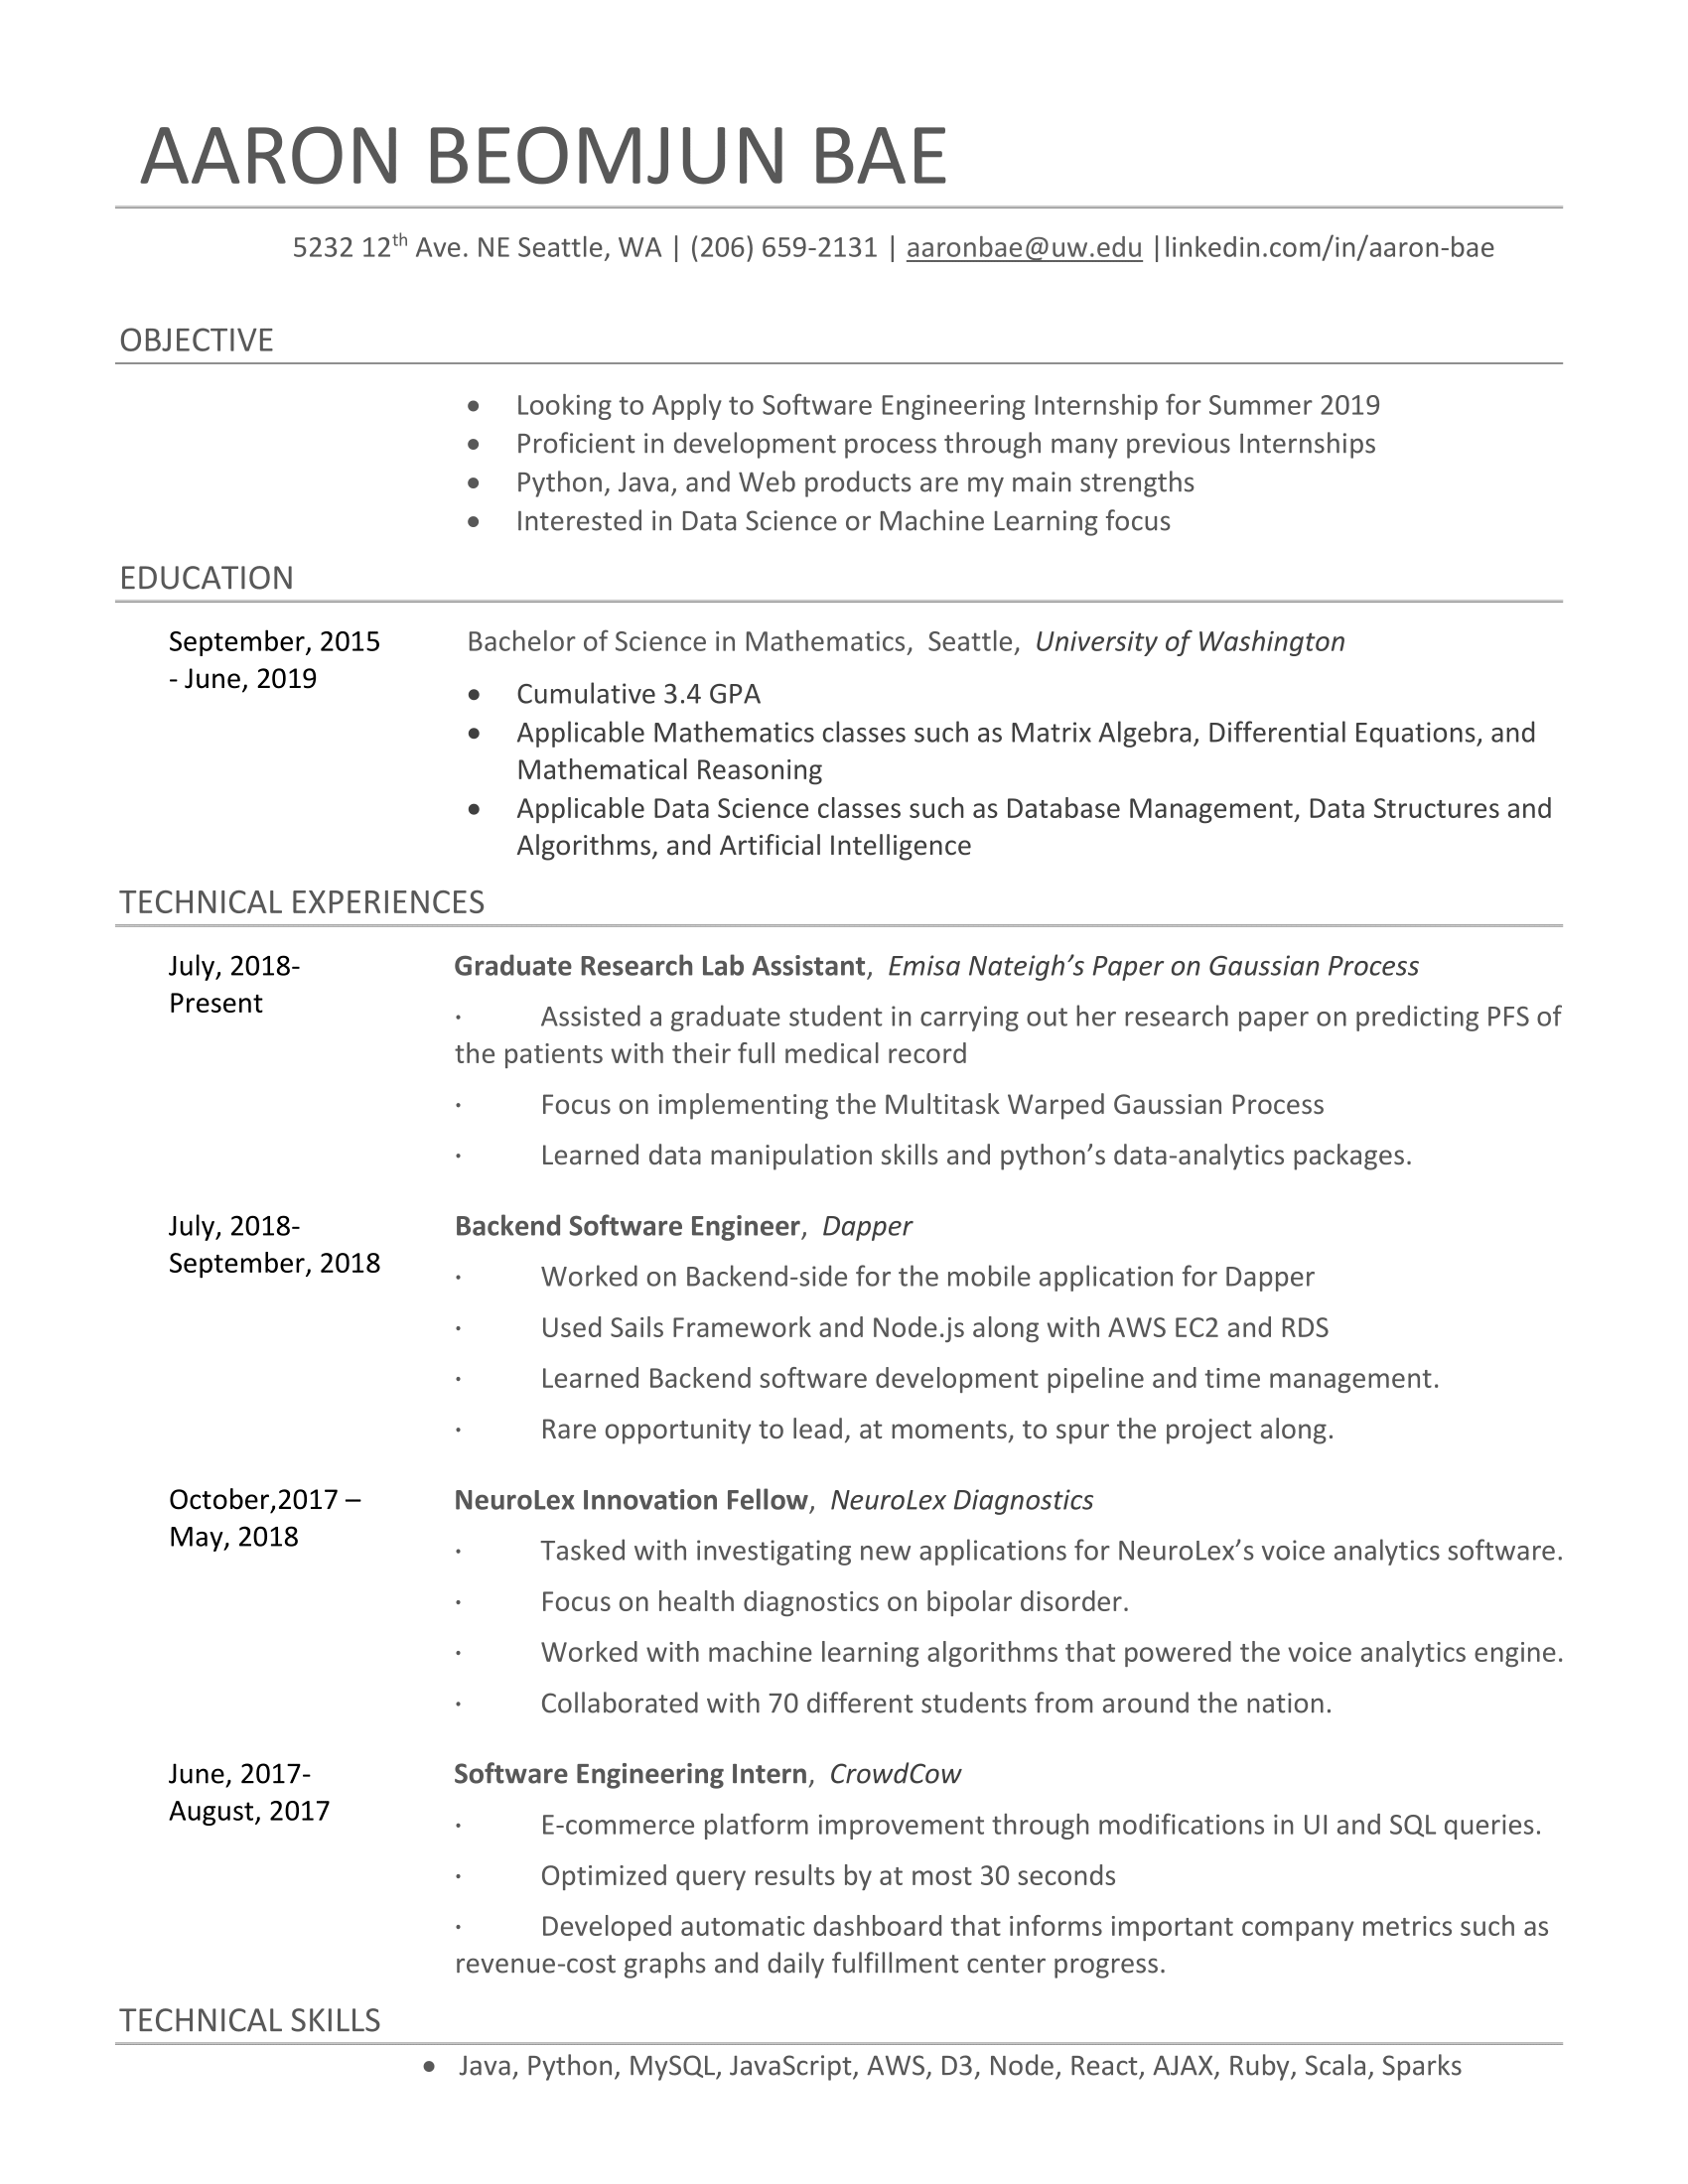 AARON BEOMJUN BAE
5232 12th Ave. NE Seattle, WA | (206) 659-2131 | aaronbae@uw.edu |linkedin.com/in/aaron-bae
OBJECTIVE
• Looking to Apply to Software Engineering Internship for Summer 2019
• Proficient in development process through many previous Internships
• Python, Java, and Web products are my main strengths
• Interested in Data Science or Machine Learning focus
EDUCATION
September, 2015
- June, 2019
Bachelor of Science in Mathematics, Seattle, University of Washington
• Cumulative 3.4 GPA
• Applicable Mathematics classes such as Matrix Algebra, Differential Equations, and
Mathematical Reasoning
• Applicable Data Science classes such as Database Management, Data Structures and
Algorithms, and Artificial Intelligence
TECHNICAL EXPERIENCES
July, 2018-
Present
Graduate Research Lab Assistant, Emisa Nateigh’s Paper on Gaussian Process
· Assisted a graduate student in carrying out her research paper on predicting PFS of
the patients with their full medical record
· Focus on implementing the Multitask Warped Gaussian Process
· Learned data manipulation skills and python’s data-analytics packages.
July, 2018-
September, 2018
Backend Software Engineer, Dapper
· Worked on Backend-side for the mobile application for Dapper
· Used Sails Framework and Node.js along with AWS EC2 and RDS
· Learned Backend software development pipeline and time management.
· Rare opportunity to lead, at moments, to spur the project along.
October,2017 –
May, 2018
NeuroLex Innovation Fellow, NeuroLex Diagnostics
· Tasked with investigating new applications for NeuroLex’s voice analytics software.
· Focus on health diagnostics on bipolar disorder.
· Worked with machine learning algorithms that powered the voice analytics engine.
· Collaborated with 70 different students from around the nation.
June, 2017-
August, 2017
Software Engineering Intern, CrowdCow
· E-commerce platform improvement through modifications in UI and SQL queries.
· Optimized query results by at most 30 seconds
· Developed automatic dashboard that informs important company metrics such as
revenue-cost graphs and daily fulfillment center progress.
TECHNICAL SKILLS
• Java, Python, MySQL, JavaScript, AWS, D3, Node, React, AJAX, Ruby, Scala, Sparks